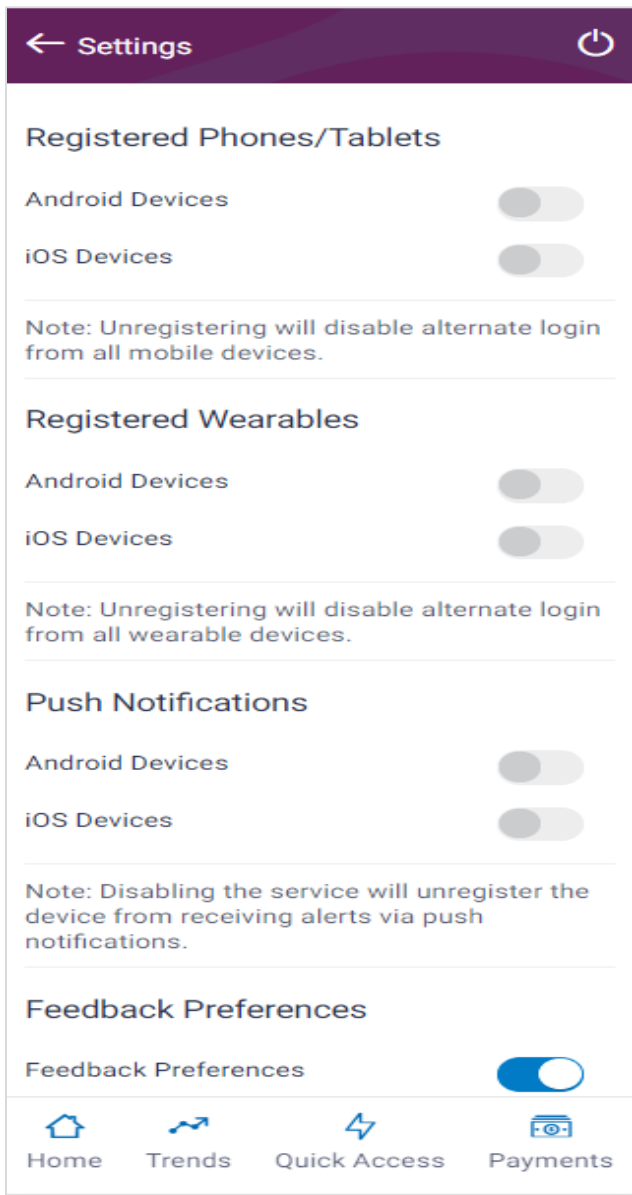 Settings
Registered Phones/Tablets
Android Devices
iOS Devices
Note: Unregistering will disable alternate login
from all mobile devices.
Registered Wearables
Android Devices
iOS Devices
Note: Unregistering will disable alternate login
from all wearable devices.
Push Notifications
Android Devices
iOS Devices
Note: Disabling the service will unregister the
device from receiving alerts via push
notifications.
Feedback Preferences
Feedback Preferences
Home Trends Quick Access Payments